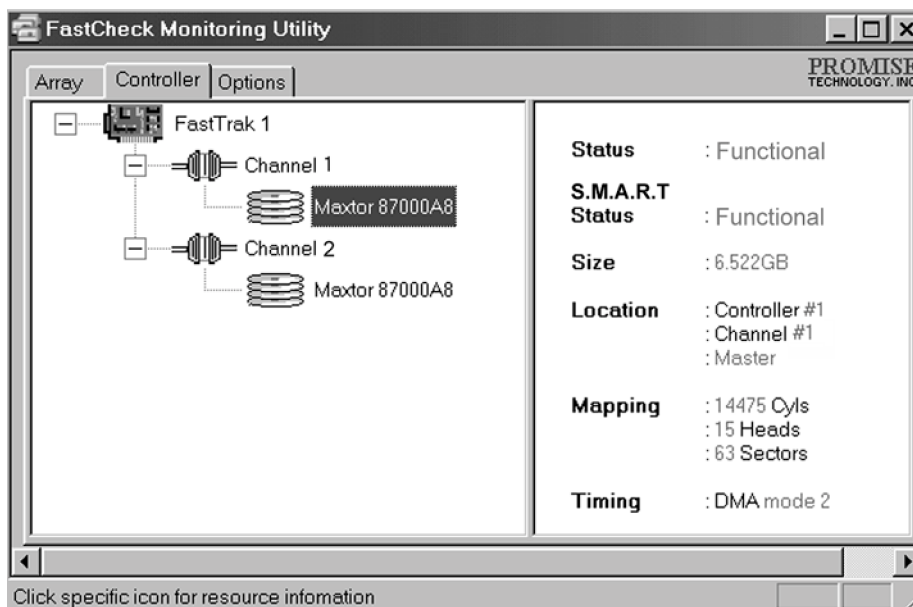 FastCheck Monitoring Utility
Array Controller Options
PROMISE
TECHNOLOGY. INC
FastTrak 1
Channel 1
Maxtor 87000A8
Channel 2
Maxtor 87000A8
Status : Functional
S.M.A.R.T
Status : Functional
Size : 6.522GB
Location : Controller #1
: Channel #1
: Master
Mapping : 14475 Cyls
: 15 Heads
: 63 Sectors
Timing : DMA mode 2
Click specific icon for resource infomation